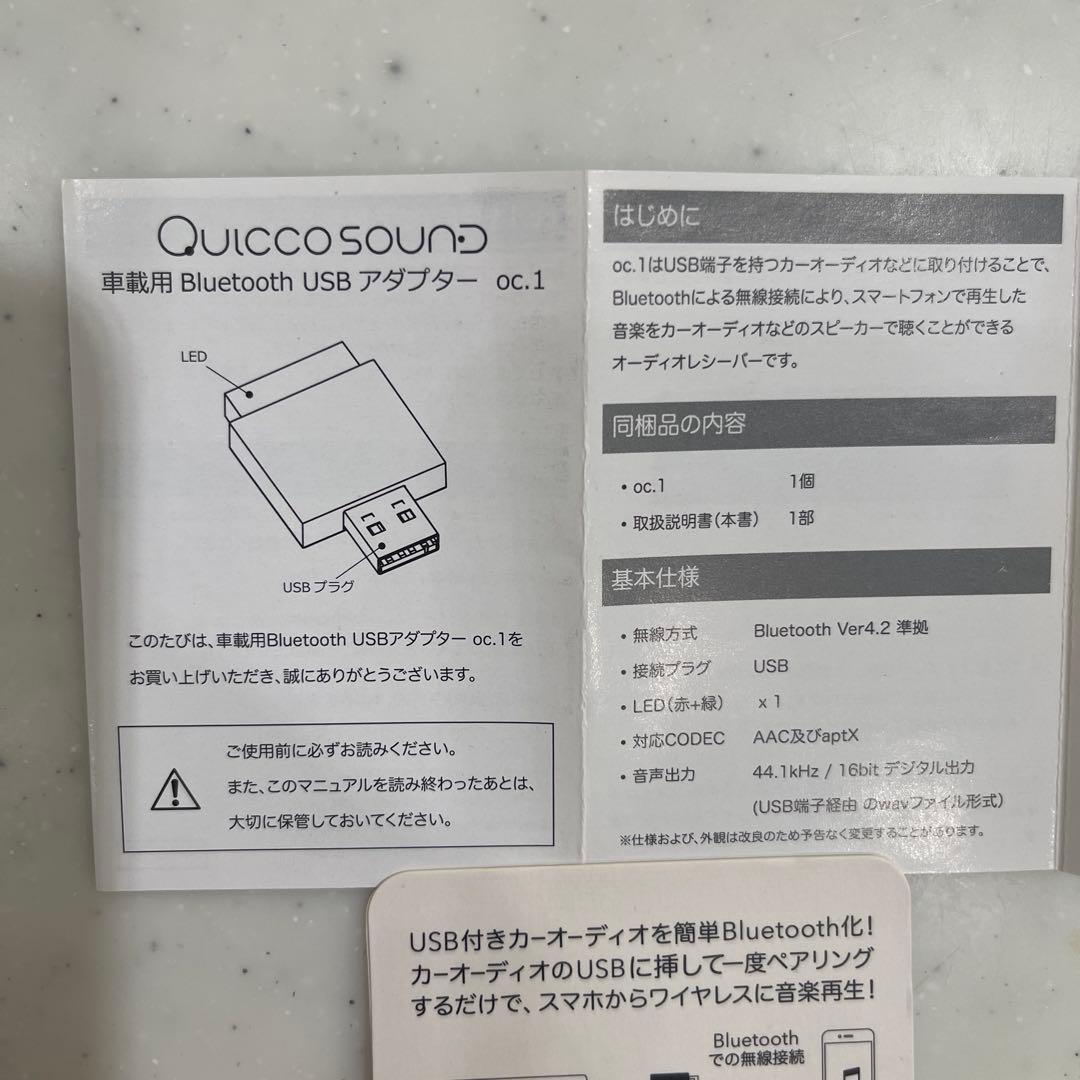 QUICCO SOUND
車載用 Bluetooth USB アダプター oc.1
LED
USB プラグ
このたびは、車載用Bluetooth USBアダプター oc.1を
お買い上げいただき、誠にありがとうございます。
ご使用前に必ずお読みください。
また、このマニュアルを読み終わったあとは、
大切に保管しておいてください。
はじめに
oc.1はUSB端子を持つカーオーディオなどに取り付けることで、
Bluetoothによる無線接続により、スマートフォンで再生した
音楽をカーオーディオなどのスピーカーで聴くことができる
オーディオレシーバーです。
同梱品の内容
・oc.1 1個
・取扱説明書（本書） 1部
基本仕様
・無線方式 Bluetooth Ver4.2 準拠
・接続プラグ USB
・LED（赤+緑） x 1
・対応CODEC AAC及びaptX
・音声出力 44.1kHz / 16bit デジタル出力
(USB端子経由 のwavファイル形式)
※仕様および、外観は改良のため予告なく変更することがあります。
USB付きカーオーディオを簡単Bluetooth化！
カーオーディオのUSBに挿して一度ペアリング
するだけで、スマホからワイヤレスに音楽再生！
Bluetooth
での無線接続